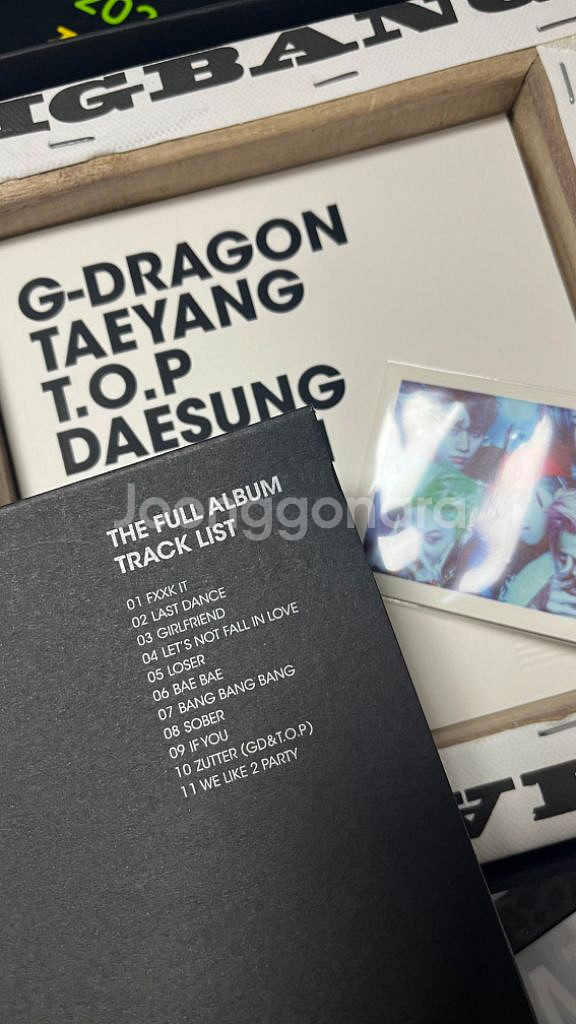 202
BIGBANG
G-DRAGON
TAEYANG
T.O.P
DAESUNG
Joonggonara
THE FULL ALBUM
TRACK LIST
01 FXXK IT
02 LAST DANCE
03 GIRLFRIEND
04 LET'S NOT FALL IN LOVE
05 LOSER
06 BAE BAE
07 BANG BANG BANG
08 SOBER
09 IF YOU
10 ZUTTER (GD&T.O.P)
11 WE LIKE 2 PARTY